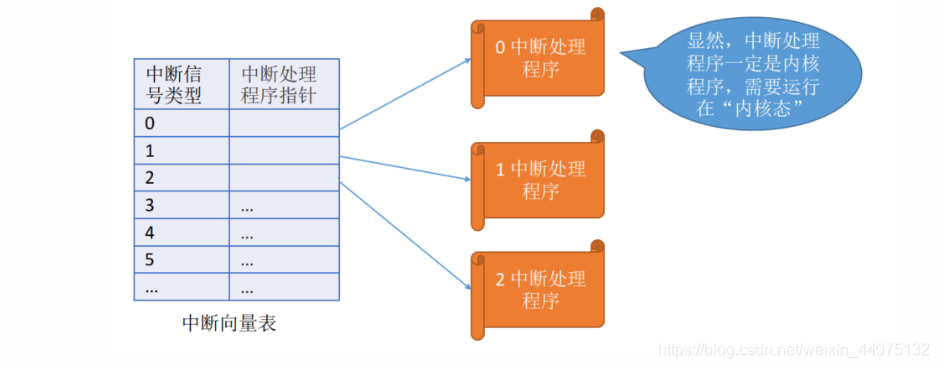 中断信
号类型
中断处理
程序指针
0
1
2
3
...
4
...
5
...
...
...
中断向量表
0 中断处理
程序
1 中断处理
程序
2 中断处理
程序
显然，中断处理
程序一定是内核
程序，需要运行
在“内核态”
https://blog.csdn.net/weixin_44075132